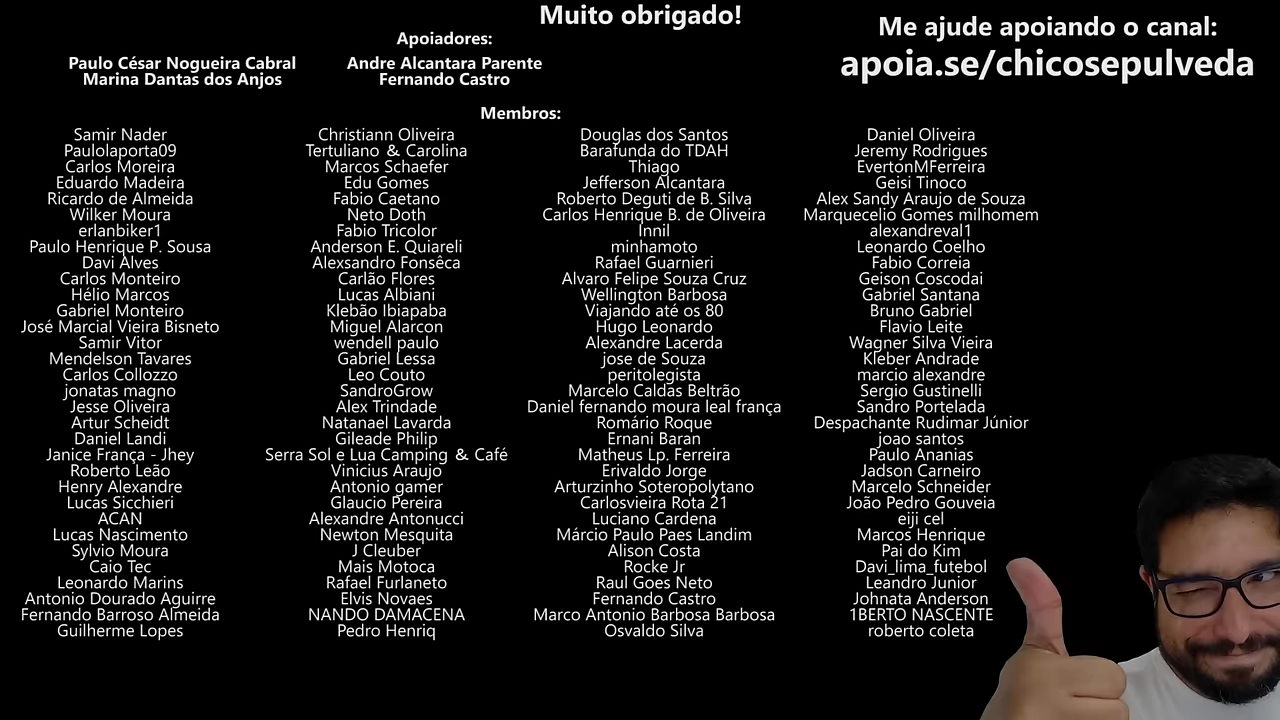 Muito obrigado!
Me ajude apoiando o canal:
apoia.se/chicosepulveda
Apoiadores:
Paulo César Nogueira Cabral
Marina Dantas dos Anjos
Andre Alcantara Parente
Fernando Castro
Membros:
Samir Nader
Paulolaporta09
Carlos Moreira
Eduardo Madeira
Ricardo de Almeida
Wilker Moura
erlanbiker1
Paulo Henrique P. Sousa
Davi Alves
Carlos Monteiro
Hélio Marcos
Gabriel Monteiro
José Marcial Vieira Bisneto
Samir Vitor
Mendelson Tavares
Carlos Collozzo
jonatas magno
Jesse Oliveira
Artur Scheidt
Daniel Landi
Janice França - Jhey
Roberto Leão
Henry Alexandre
Lucas Sicchieri
ACAN
Lucas Nascimento
Sylvio Moura
Caio Tec
Leonardo Marins
Antonio Dourado Aguirre
Fernando Barroso Almeida
Guilherme Lopes
Christiann Oliveira
Tertuliano & Carolina
Marcos Schaefer
Edu Gomes
Fabio Caetano
Neto Doth
Fabio Tricolor
Anderson E. Quiareli
Alexsandro Fonsêca
Carlão Flores
Lucas Albiani
Klebão Ibiapaba
Miguel Alarcon
wendell paulo
Gabriel Lessa
Leo Couto
SandroGrow
Alex Trindade
Natanael Lavarda
Gileade Philip
Serra Sol e Lua Camping & Café
Vinicius Araujo
Antonio gamer
Glaucio Pereira
Alexandre Antonucci
Newton Mesquita
J Cleuber
Mais Motoca
Rafael Furlaneto
Elvis Novaes
NANDO DAMACENA
Pedro Henriq
Douglas dos Santos
Barafunda do TDAH
Thiago
Jefferson Alcantara
Roberto Deguti de B. Silva
Carlos Henrique B. de Oliveira
Innil
minhamoto
Rafael Guarnieri
Alvaro Felipe Souza Cruz
Wellington Barbosa
Viajando até os 80
Hugo Leonardo
Alexandre Lacerda
jose de Souza
peritolegista
Marcelo Caldas Beltrão
Daniel fernando moura leal frança
Romário Roque
Ernani Baran
Matheus Lp. Ferreira
Erivaldo Jorge
Arturzinho Soteropolytano
Carlosvieira Rota 21
Luciano Cardena
Márcio Paulo Paes Landim
Alison Costa
Rocke Jr
Raul Goes Neto
Fernando Castro
Marco Antonio Barbosa Barbosa
Osvaldo Silva
Daniel Oliveira
Jeremy Rodrigues
EvertonMFerreira
Geisi Tinoco
Alex Sandy Araujo de Souza
Marquecelio Gomes milhomem
alexandreval1
Leonardo Coelho
Fabio Correia
Geison Coscodai
Gabriel Santana
Bruno Gabriel
Flavio Leite
Wagner Silva Vieira
Kleber Andrade
marcio alexandre
Sergio Gustinelli
Sandro Portelada
Despachante Rudimar Júnior
joao santos
Paulo Ananias
Jadson Carneiro
Marcelo Schneider
João Pedro Gouveia
eiji cel
Marcos Henrique
Pai do Kim
Davi_lima_futebol
Leandro Junior
Johnata Anderson
1BERTO NASCENTE
roberto coleta